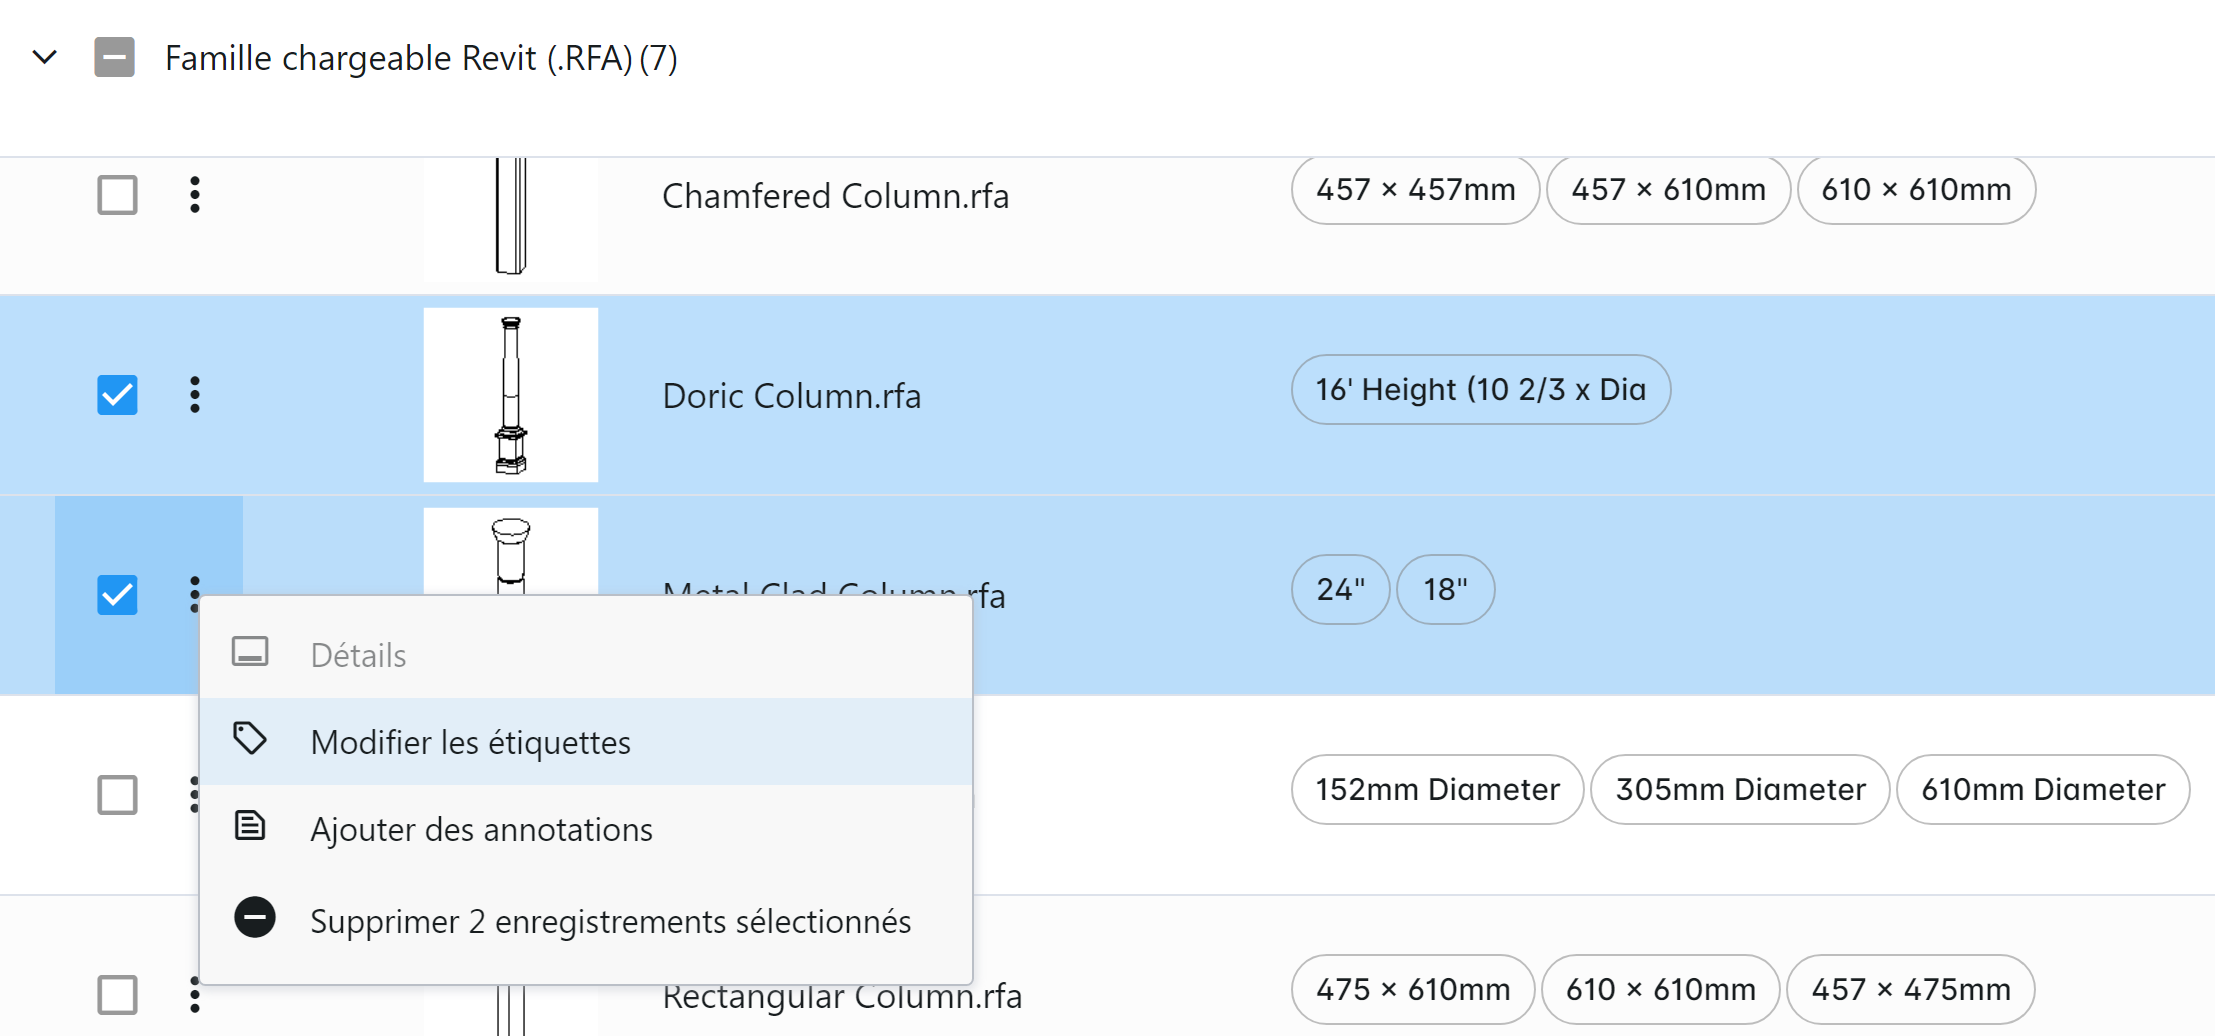 Famille chargeable Revit (.RFA) (7)
Chamfered Column.rfa
457 × 457mm
457 × 610mm
610 × 610mm
Doric Column.rfa
16' Height (10 2/3 x Dia
Metal Clad Column.rfa
24"
18"
Détails
Modifier les étiquettes
152mm Diameter
305mm Diameter
610mm Diameter
Ajouter des annotations
Supprimer 2 enregistrements sélectionnés
Rectangular Column.rfa
475 × 610mm
610 × 610mm
457 × 475mm